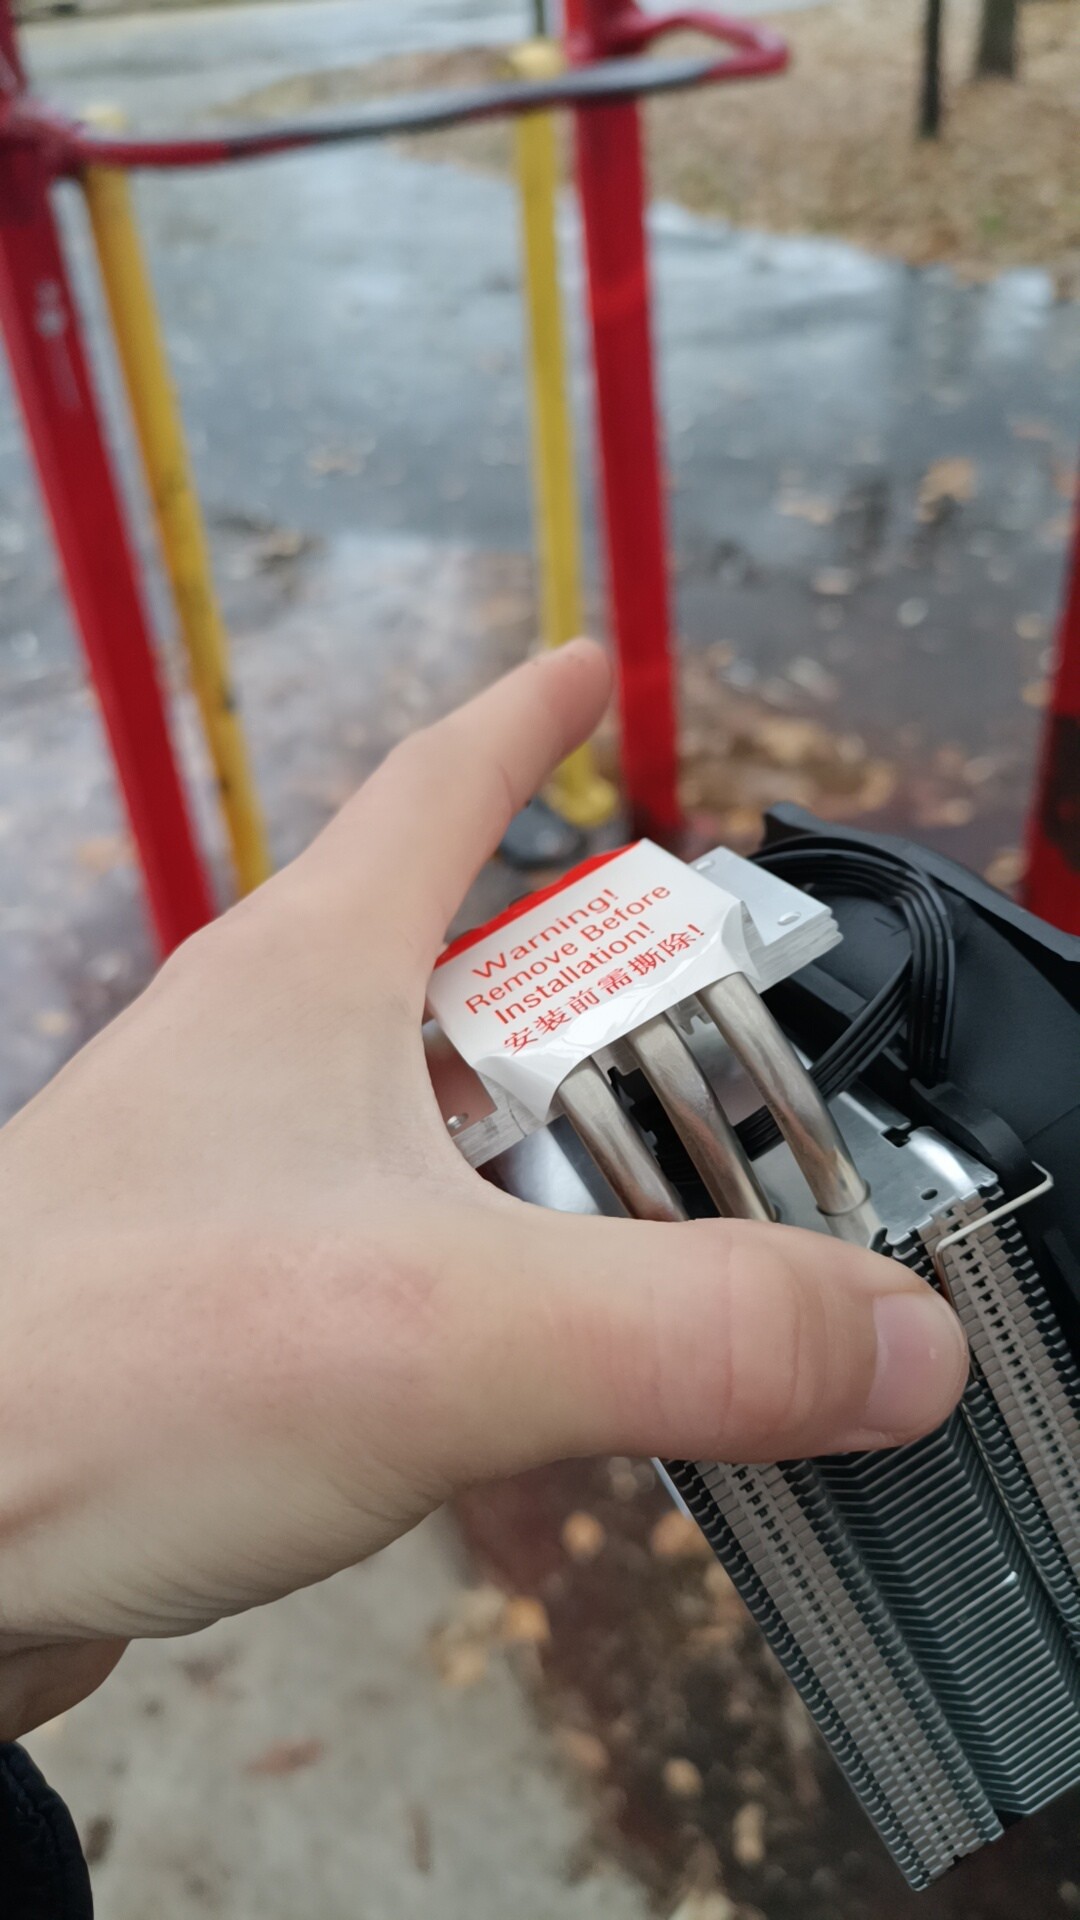 Warning!
Remove Before
Installation!
安装前需撕除!